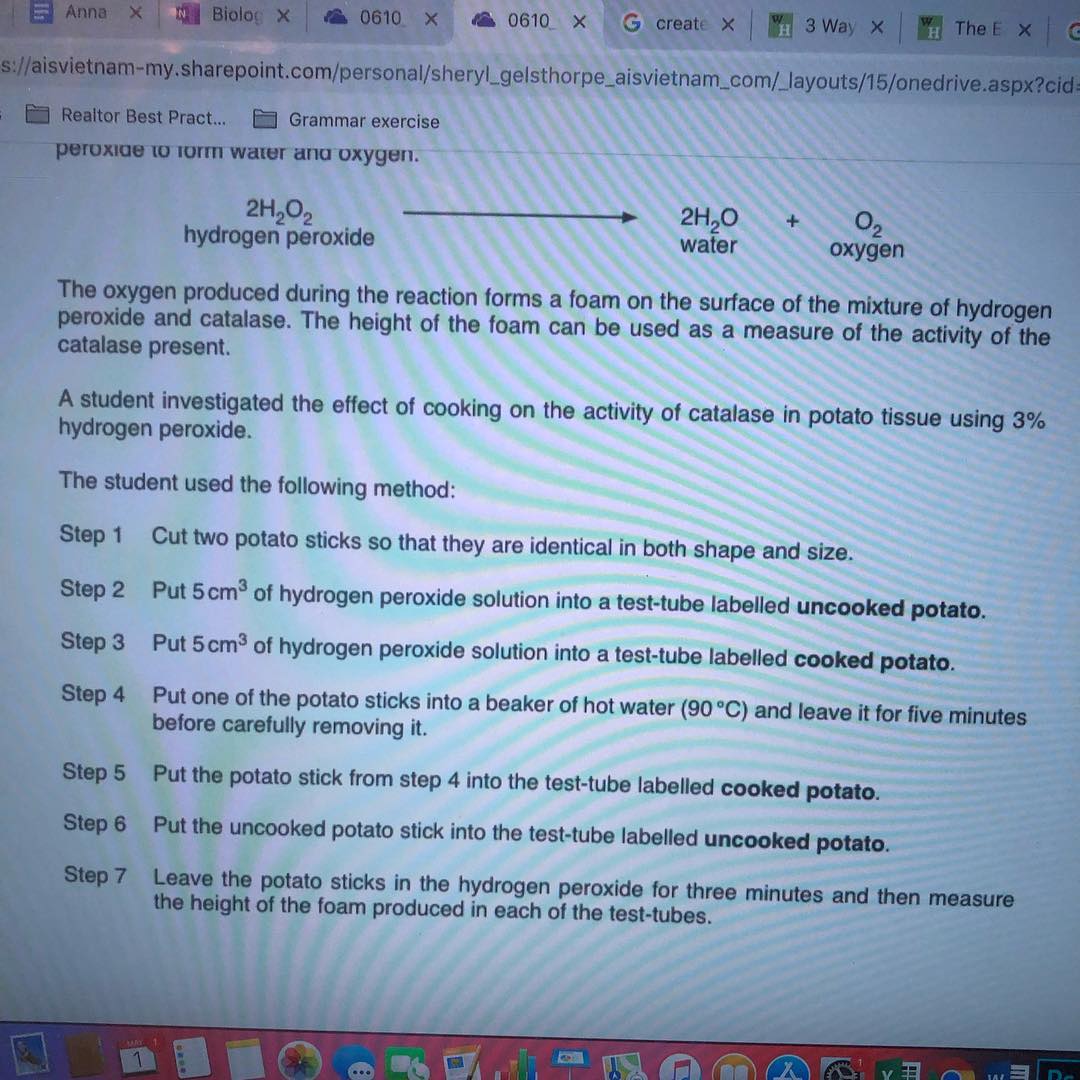 Anna × Biolog × 0610_ × 0610_ × G create × 3 Way × The E ×
s://aisvietnam-my.sharepoint.com/personal/sheryl_gelsthorpe_aisvietnam_com/_layouts/15/onedrive.aspx?cid=
Realtor Best Pract... Grammar exercise
peroxide to form water and oxygen.
2H₂O₂ → 2H₂O + O₂
hydrogen peroxide water oxygen
The oxygen produced during the reaction forms a foam on the surface of the mixture of hydrogen
peroxide and catalase. The height of the foam can be used as a measure of the activity of the
catalase present.
A student investigated the effect of cooking on the activity of catalase in potato tissue using 3%
hydrogen peroxide.
The student used the following method:
Step 1 Cut two potato sticks so that they are identical in both shape and size.
Step 2 Put 5 cm³ of hydrogen peroxide solution into a test-tube labelled uncooked potato.
Step 3 Put 5 cm³ of hydrogen peroxide solution into a test-tube labelled cooked potato.
Step 4 Put one of the potato sticks into a beaker of hot water (90 °C) and leave it for five minutes
before carefully removing it.
Step 5 Put the potato stick from step 4 into the test-tube labelled cooked potato.
Step 6 Put the uncooked potato stick into the test-tube labelled uncooked potato.
Step 7 Leave the potato sticks in the hydrogen peroxide for three minutes and then measure
the height of the foam produced in each of the test-tubes.
MAY
1